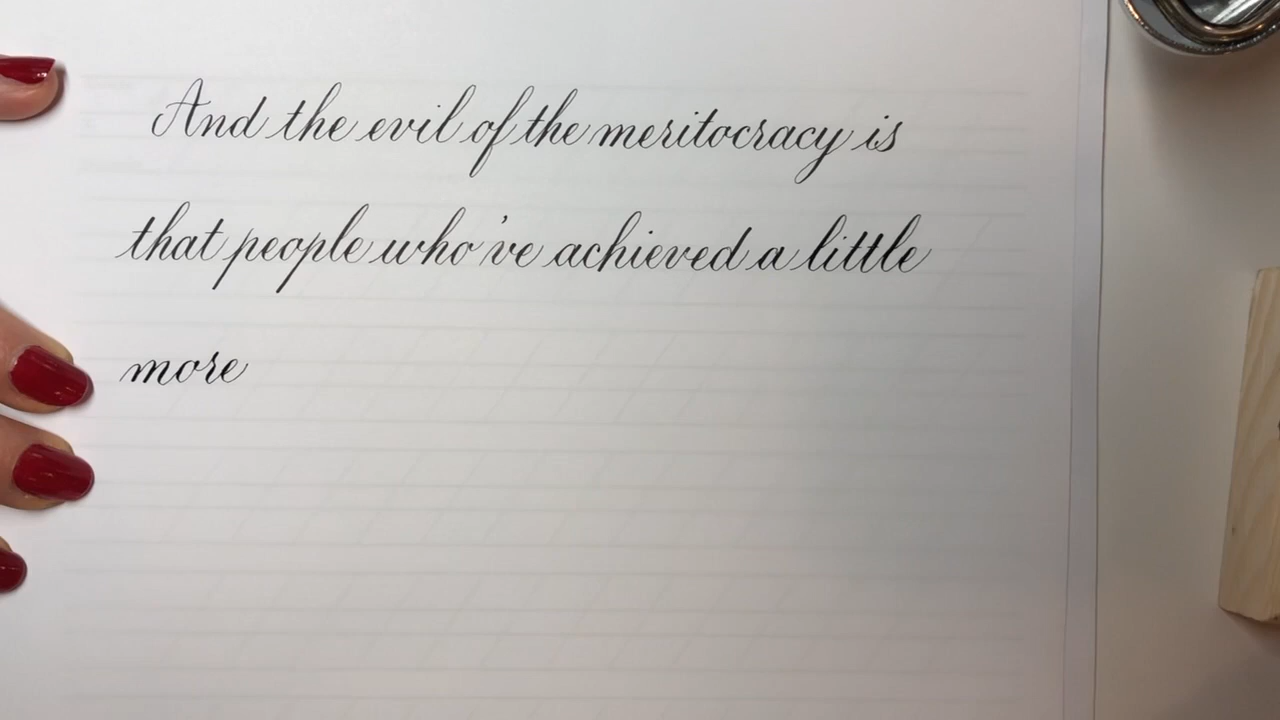 And the evil of the meritocracy is
that people who've achieved a little
more